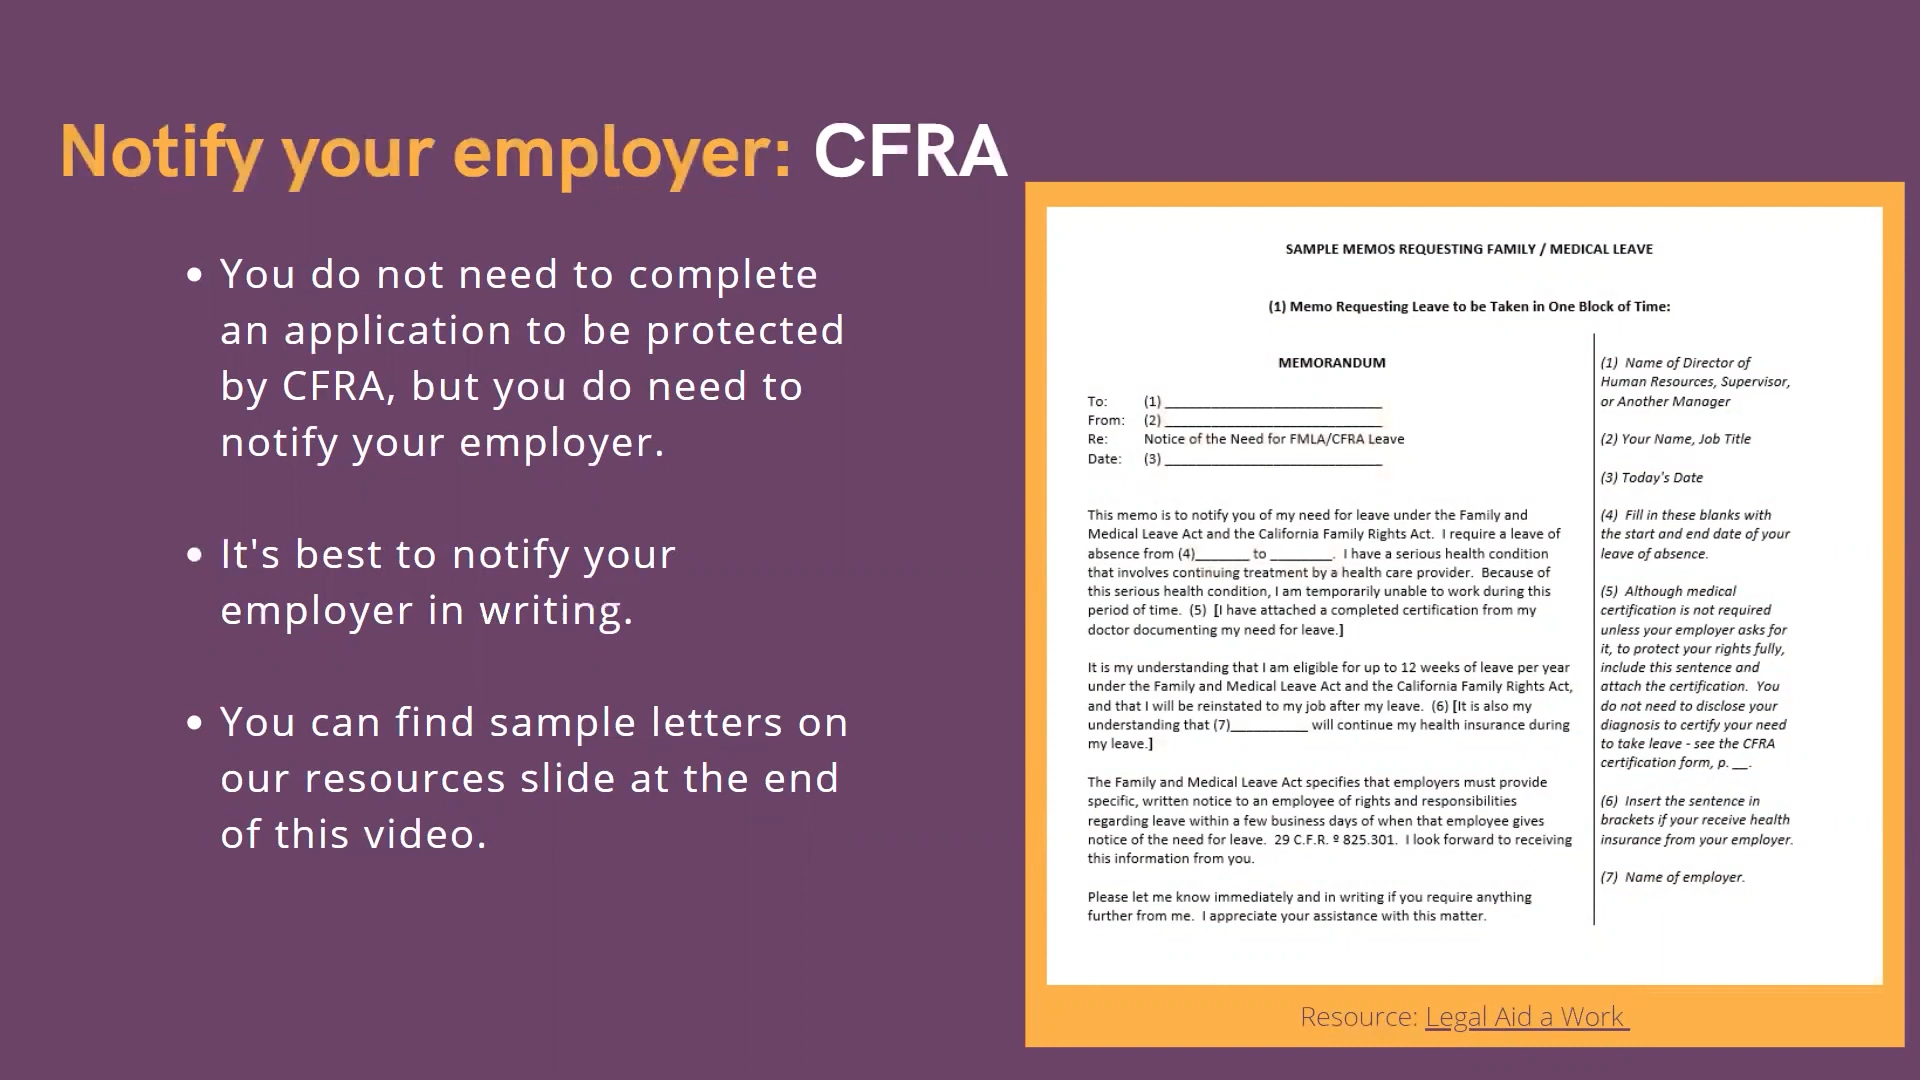 Notify your employer: CFRA
• You do not need to complete
an application to be protected
by CFRA, but you do need to
notify your employer.
• It's best to notify your
employer in writing.
• You can find sample letters on
our resources slide at the end
of this video.
SAMPLE MEMOS REQUESTING FAMILY / MEDICAL LEAVE
(1) Memo Requesting Leave to be Taken in One Block of Time:
MEMORANDUM
To: (1) ____________________________
From: (2) ____________________________
Re: Notice of the Need for FMLA/CFRA Leave
Date: (3) ____________________________
This memo is to notify you of my need for leave under the Family and
Medical Leave Act and the California Family Rights Act. I require a leave of
absence from (4)_______ to ________. I have a serious health condition
that involves continuing treatment by a health care provider. Because of
this serious health condition, I am temporarily unable to work during this
period of time. (5) [I have attached a completed certification from my
doctor documenting my need for leave.]
It is my understanding that I am eligible for up to 12 weeks of leave per year
under the Family and Medical Leave Act and the California Family Rights Act,
and that I will be reinstated to my job after my leave. (6) [It is also my
understanding that (7)__________ will continue my health insurance during
my leave.]
The Family and Medical Leave Act specifies that employers must provide
specific, written notice to an employee of rights and responsibilities
regarding leave within a few business days of when that employee gives
notice of the need for leave. 29 C.F.R. º 825.301. I look forward to receiving
this information from you.
Please let me know immediately and in writing if you require anything
further from me. I appreciate your assistance with this matter.
(1) Name of Director of
Human Resources, Supervisor,
or Another Manager
(2) Your Name, Job Title
(3) Today's Date
(4) Fill in these blanks with
the start and end date of your
leave of absence.
(5) Although medical
certification is not required
unless your employer asks for
it, to protect your rights fully,
include this sentence and
attach the certification. You
do not need to disclose your
diagnosis to certify your need
to take leave - see the CFRA
certification form, p. __.
(6) Insert the sentence in
brackets if your receive health
insurance from your employer.
(7) Name of employer.
Resource: Legal Aid a Work